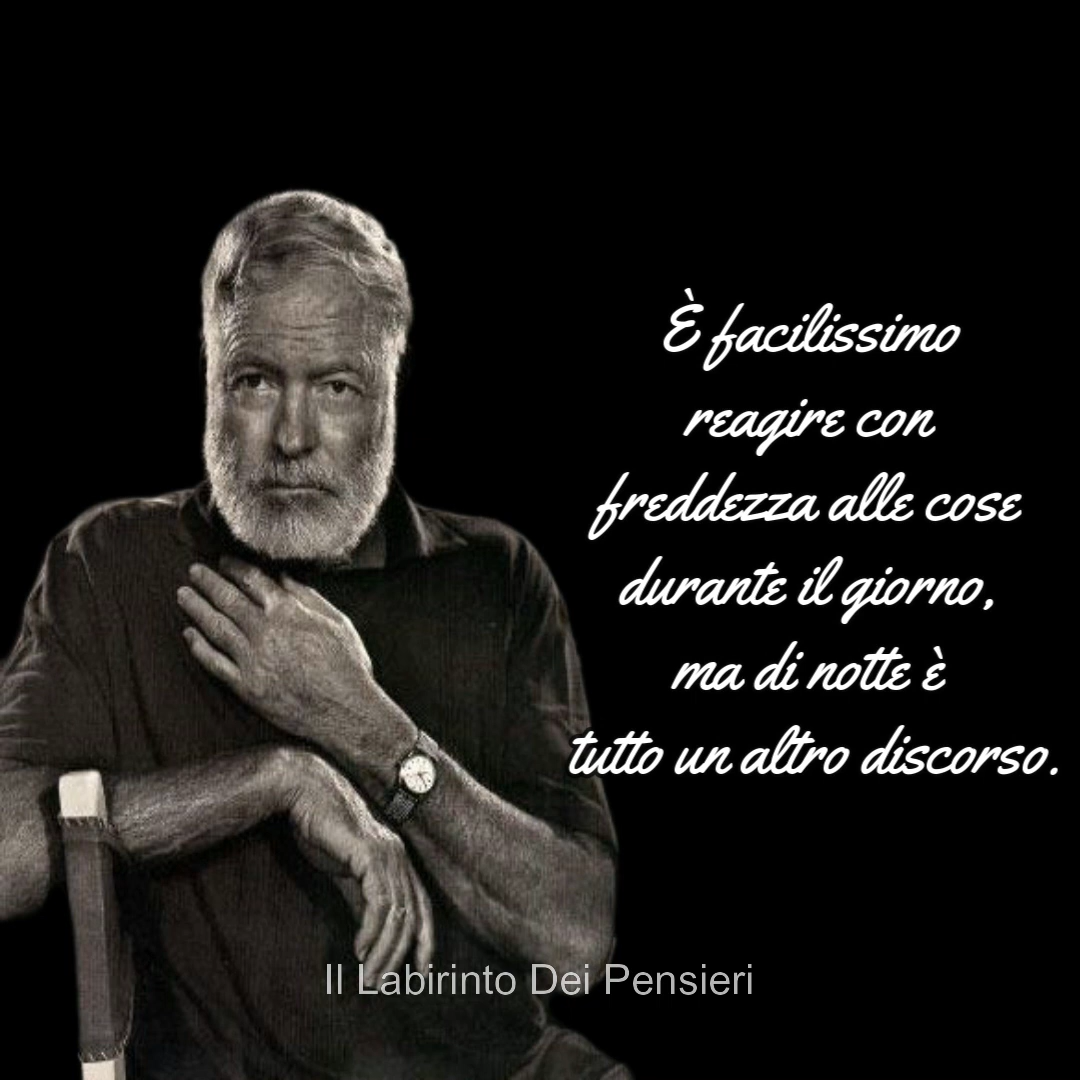 È facilissimo
reagire con
freddezza alle cose
durante il giorno,
ma di notte è
tutto un altro discorso.
Il Labirinto Dei Pensieri